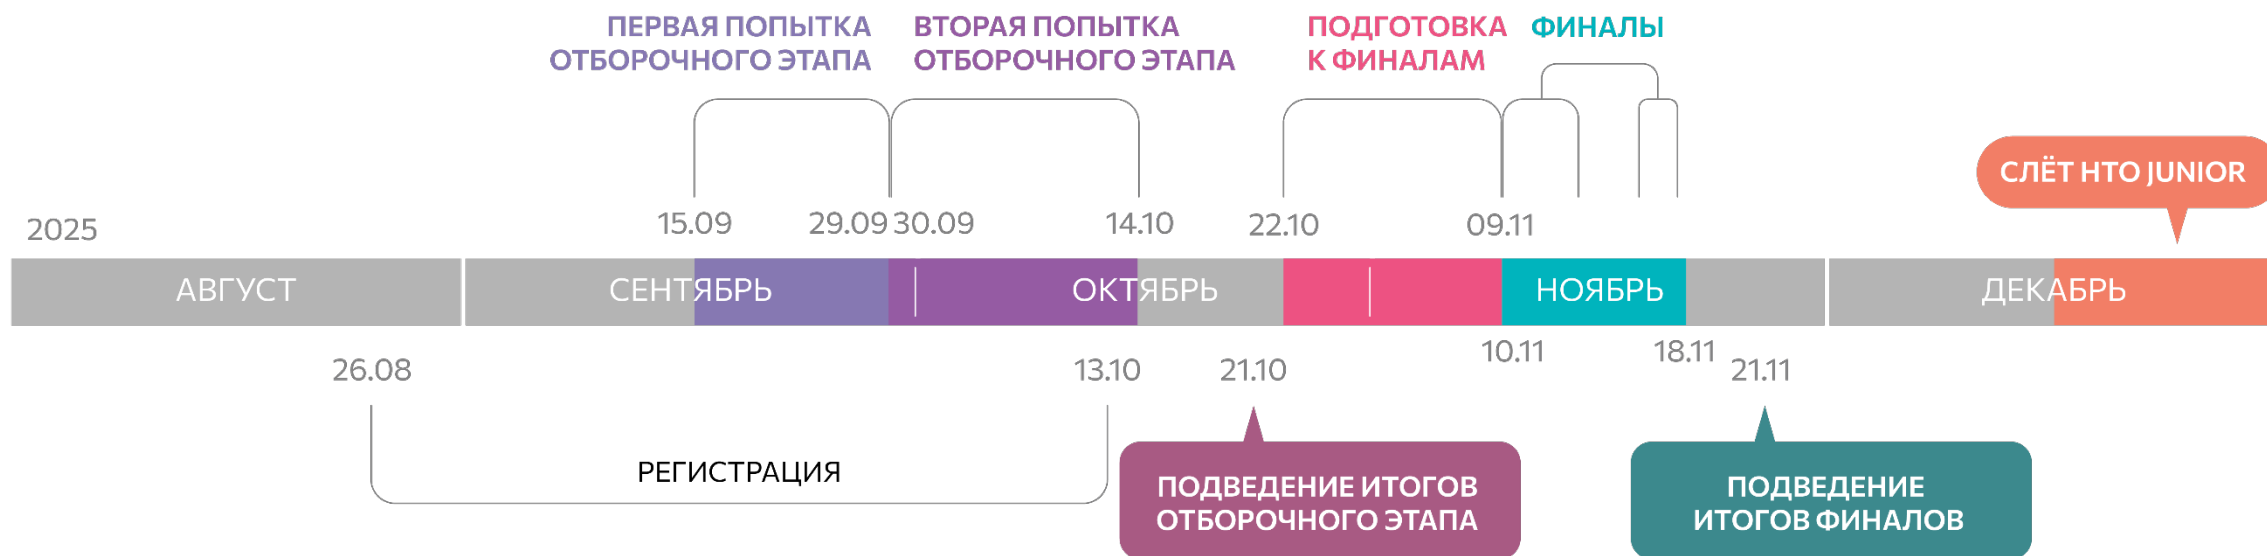 ПЕРВАЯ ПОПЫТКА
ОТБОРОЧНОГО ЭТАПА
ВТОРАЯ ПОПЫТКА
ОТБОРОЧНОГО ЭТАПА
ПОДГОТОВКА
К ФИНАЛАМ
ФИНАЛЫ
СЛЁТ НТО JUNIOR
2025
15.09
29.09
30.09
14.10
22.10
09.11
АВГУСТ
СЕНТЯБРЬ
ОКТЯБРЬ
НОЯБРЬ
ДЕКАБРЬ
26.08
13.10
21.10
10.11
18.11
21.11
РЕГИСТРАЦИЯ
ПОДВЕДЕНИЕ ИТОГОВ
ОТБОРОЧНОГО ЭТАПА
ПОДВЕДЕНИЕ
ИТОГОВ ФИНАЛОВ